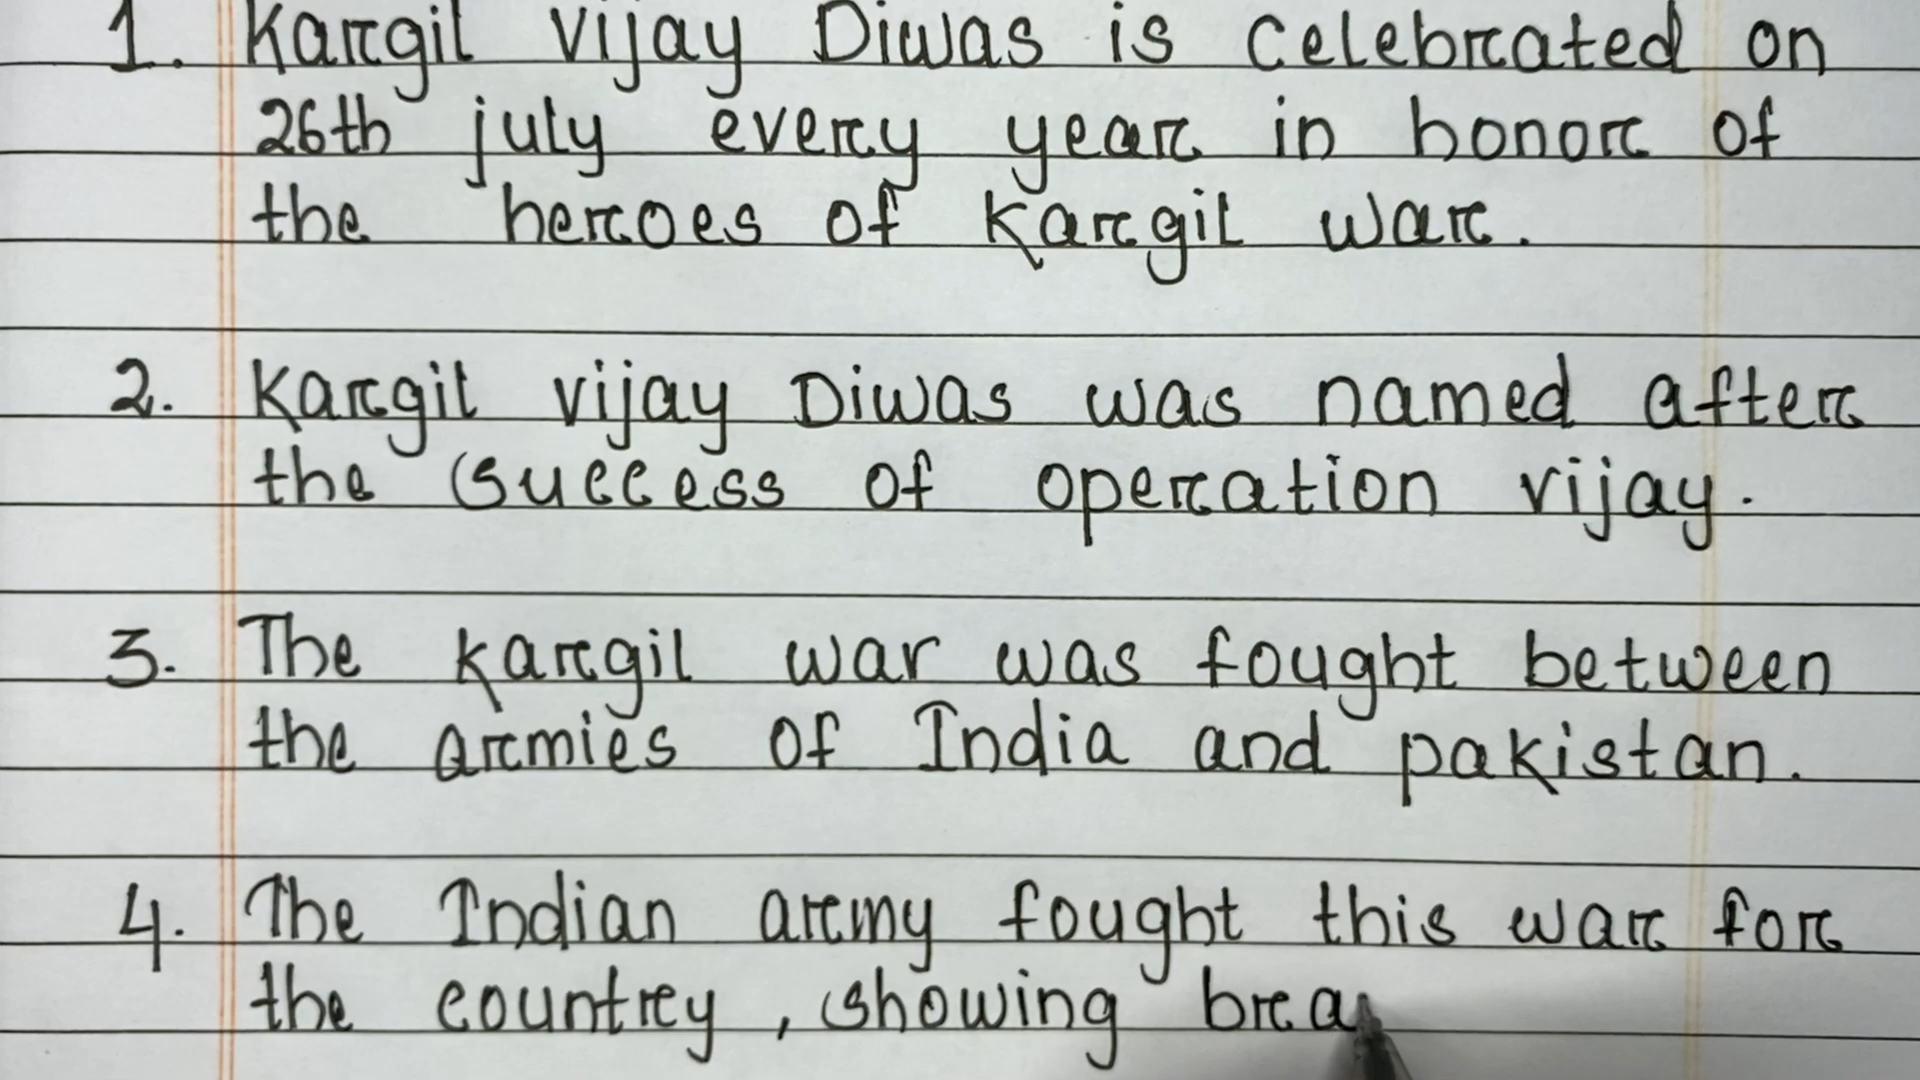 1. Kargil vijay Diwas is celebrated on
26th july every year in honor of
the heroes of Kargil war.
2. Kargil vijay Diwas was named after
the success of operation vijay.
3. The kargil war was fought between
the armies of India and pakistan.
4. The Indian army fought this war for
the country, showing bra